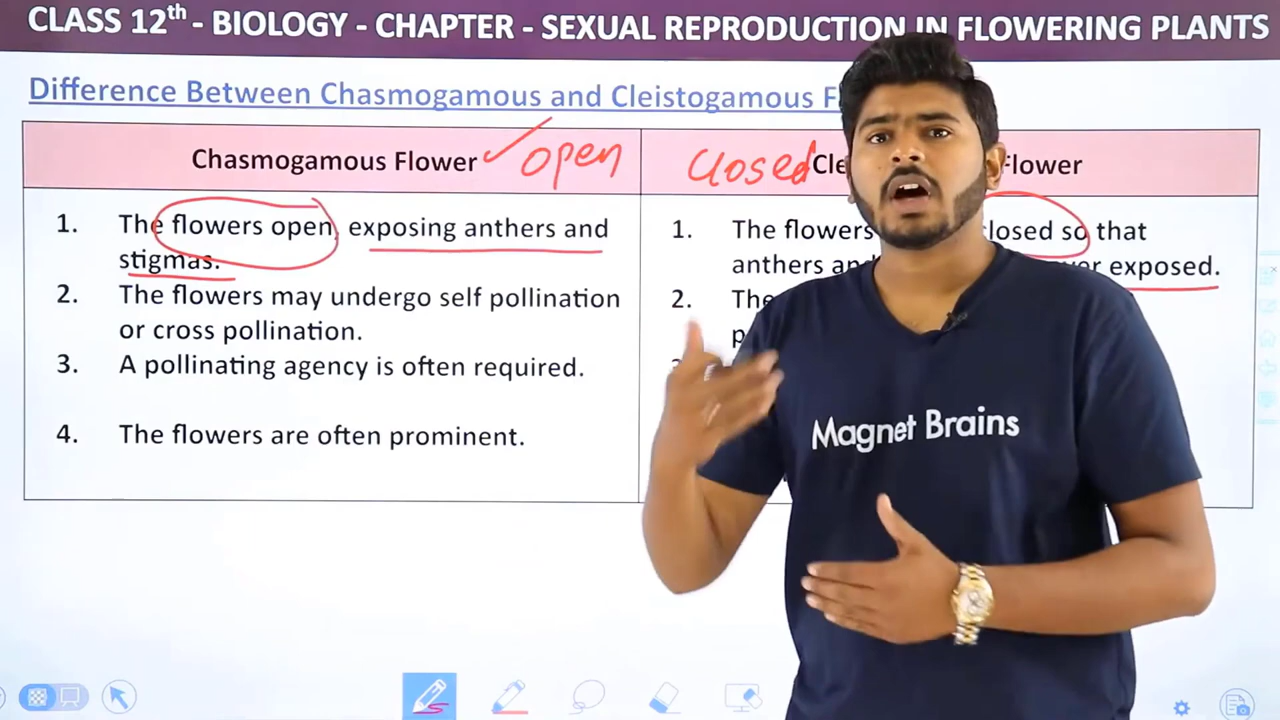 CLASS 12th - BIOLOGY - CHAPTER - SEXUAL REPRODUCTION IN FLOWERING PLANTS
Difference Between Chasmogamous and Cleistogamous F
Chasmogamous Flower open
1. The flowers open, exposing anthers and
stigmas.
2. The flowers may undergo self pollination
or cross pollination.
3. A pollinating agency is often required.
4. The flowers are often prominent.
Closed Flower
1. The flowers closed so that
anthers exposed.
2. The
Magnet Brains